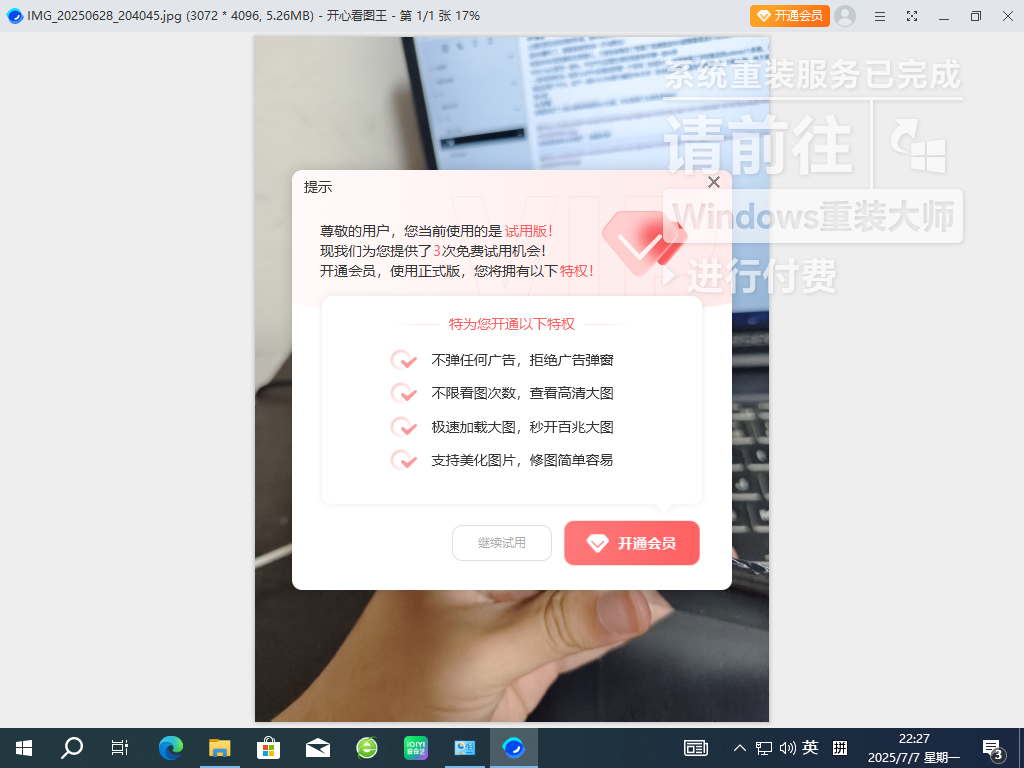 IMG_20250628_204045.jpg (3072 * 4096, 5.26MB) - 开心看图王 - 第 1/1 张 17%
开通会员
系统重装服务已完成
请前往
Windows重装大师
进行付费
提示
尊敬的用户，您当前使用的是 试用版!
现我们为您提供了3次免费试用机会!
开通会员，使用正式版，您将拥有以下特权!
特为您开通以下特权
不弹任何广告，拒绝广告弹窗
不限看图次数，查看高清大图
极速加载大图，秒开百兆大图
支持美化图片，修图简单容易
继续试用
开通会员
英
拼
22:27
2025/7/7 星期一
3